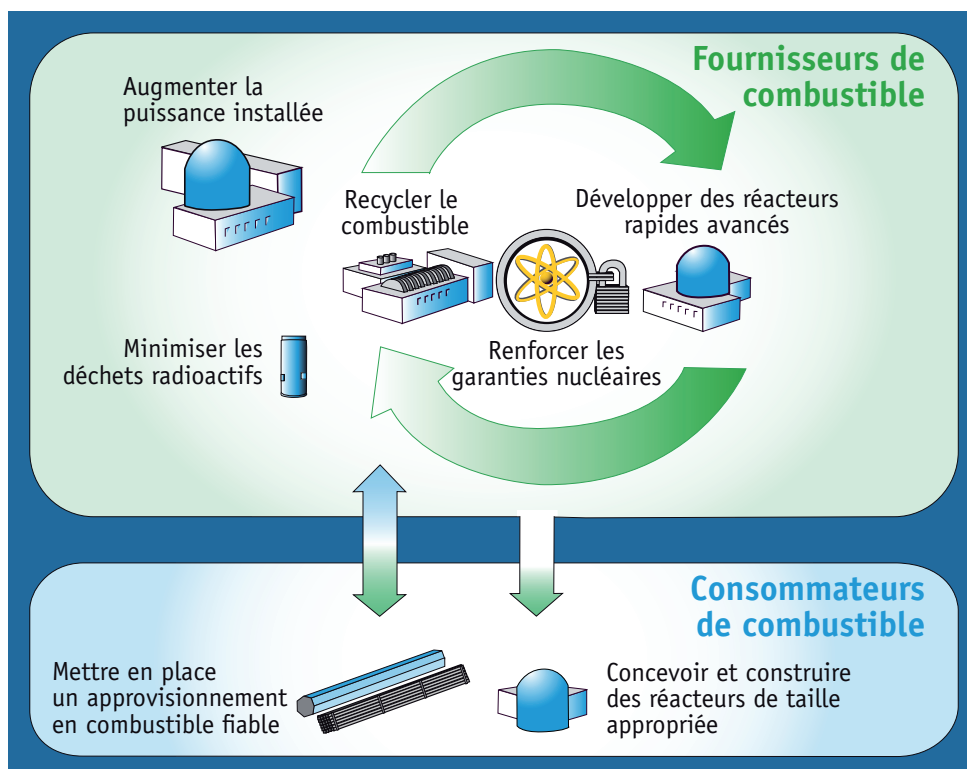 Fournisseurs de
combustible
Augmenter la
puissance installée
Recycler le
combustible
Développer des réacteurs
rapides avancés
Minimiser les
déchets radioactifs
Renforcer les
garanties nucléaires
Consommateurs
de combustible
Mettre en place
un approvisionnement
en combustible fiable
Concevoir et construire
des réacteurs de taille
appropriée